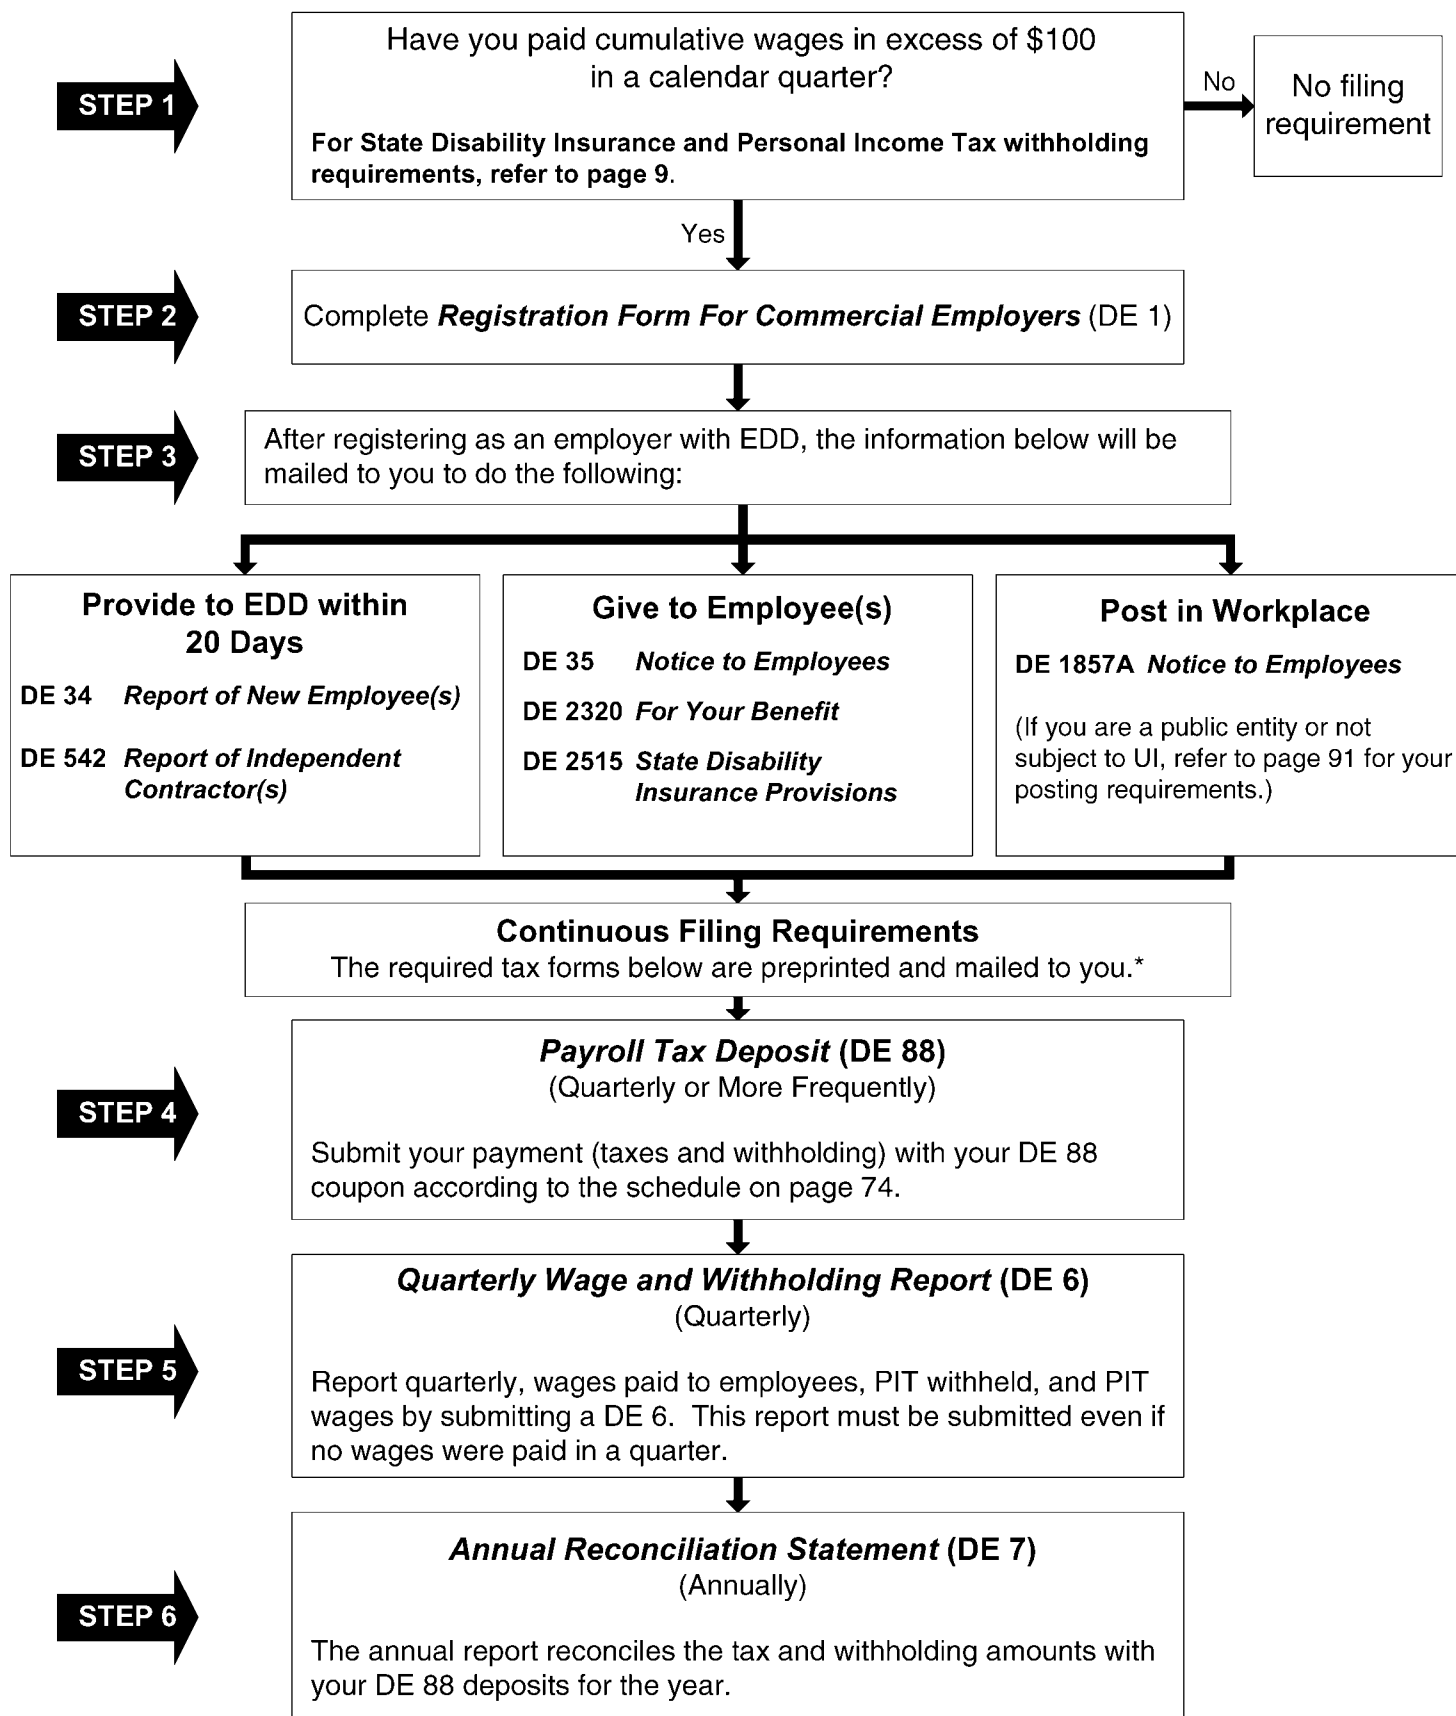 STEP 1
Have you paid cumulative wages in excess of $100
in a calendar quarter?
For State Disability Insurance and Personal Income Tax withholding
requirements, refer to page 9.
No
No filing
requirement
Yes
STEP 2
Complete Registration Form For Commercial Employers (DE 1)
STEP 3
After registering as an employer with EDD, the information below will be
mailed to you to do the following:
Provide to EDD within
20 Days
DE 34 Report of New Employee(s)
DE 542 Report of Independent
Contractor(s)
Give to Employee(s)
DE 35 Notice to Employees
DE 2320 For Your Benefit
DE 2515 State Disability
Insurance Provisions
Post in Workplace
DE 1857A Notice to Employees
(If you are a public entity or not
subject to UI, refer to page 91 for your
posting requirements.)
Continuous Filing Requirements
The required tax forms below are preprinted and mailed to you.*
STEP 4
Payroll Tax Deposit (DE 88)
(Quarterly or More Frequently)
Submit your payment (taxes and withholding) with your DE 88
coupon according to the schedule on page 74.
STEP 5
Quarterly Wage and Withholding Report (DE 6)
(Quarterly)
Report quarterly, wages paid to employees, PIT withheld, and PIT
wages by submitting a DE 6. This report must be submitted even if
no wages were paid in a quarter.
STEP 6
Annual Reconciliation Statement (DE 7)
(Annually)
The annual report reconciles the tax and withholding amounts with
your DE 88 deposits for the year.